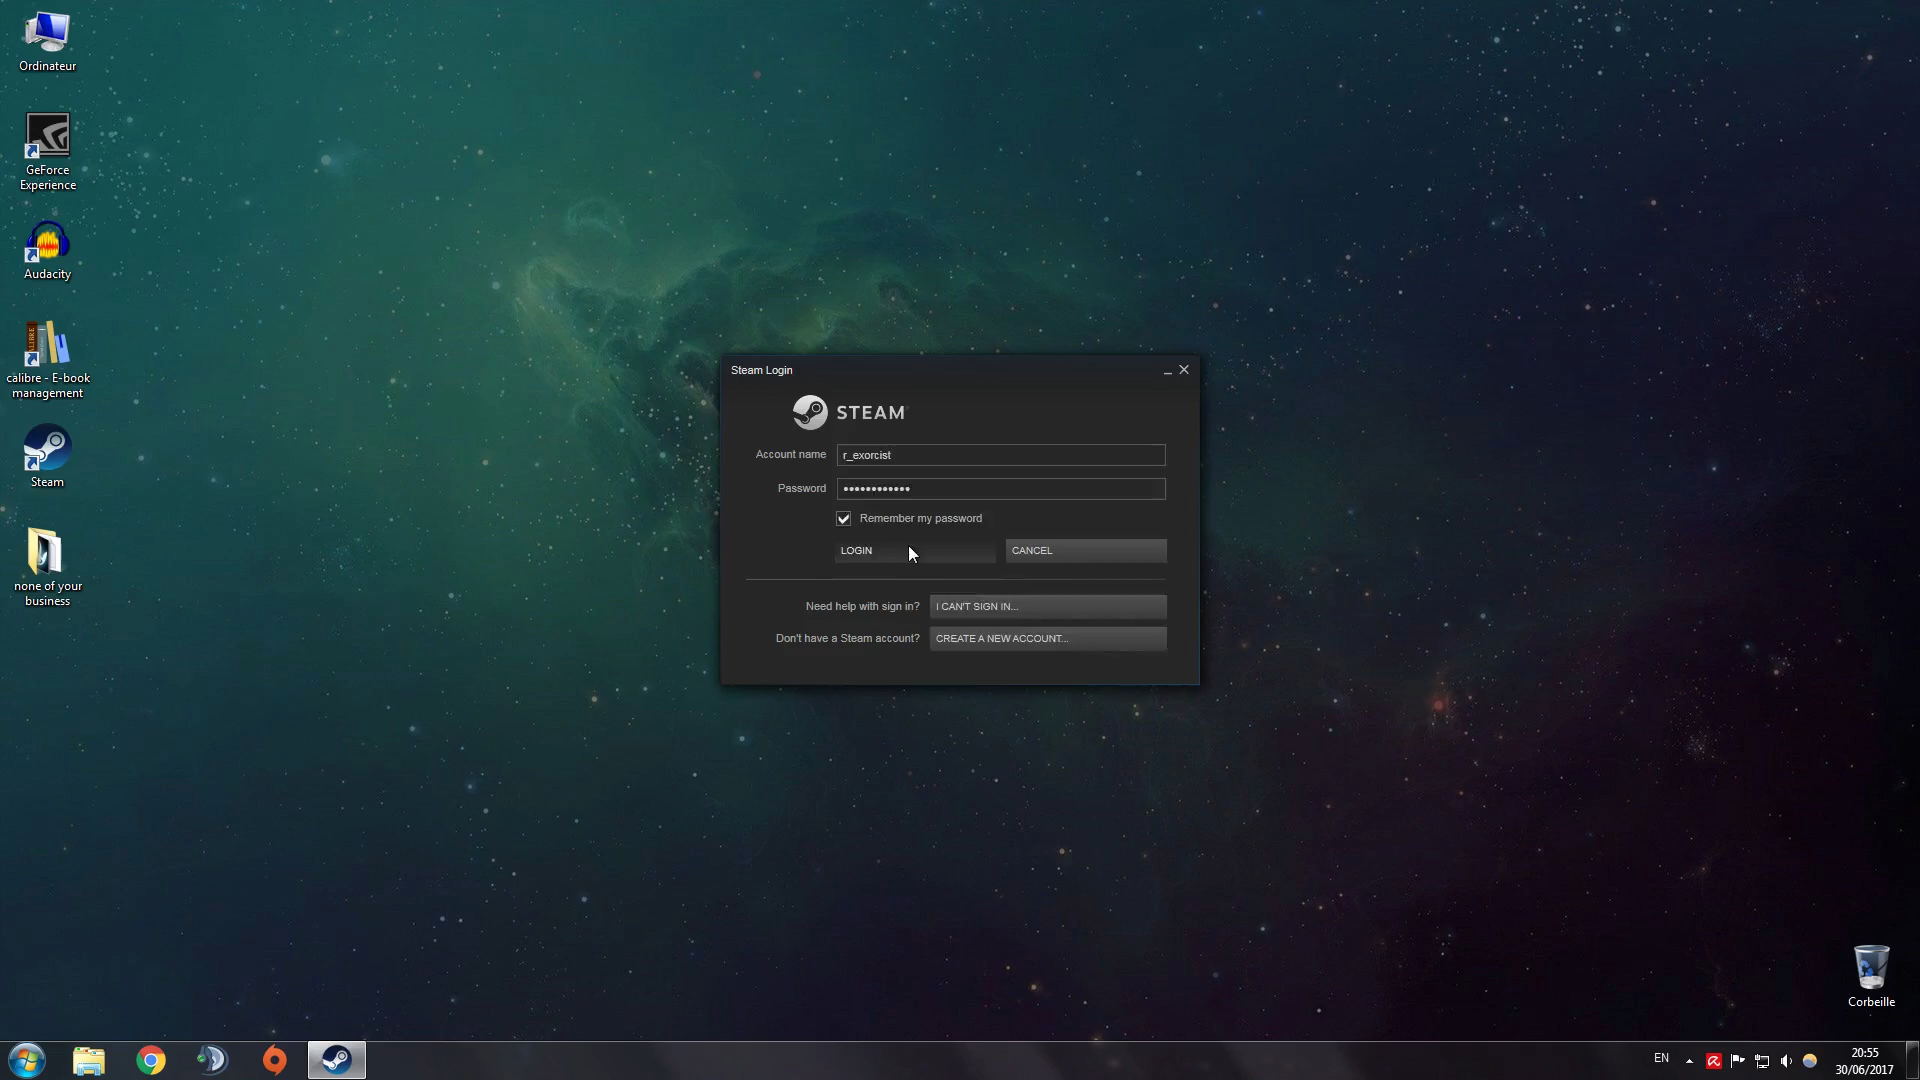 Ordinateur
GeForce
Experience
Audacity
CALIBRE
calibre - E-book
management
Steam
none of your
business
Steam Login
STEAM
Account name
r_exorcist
Password
••••••••••••
Remember my password
LOGIN
CANCEL
Need help with sign in?
I CAN'T SIGN IN...
Don't have a Steam account?
CREATE A NEW ACCOUNT...
Corbeille
EN
20:55
30/06/2017